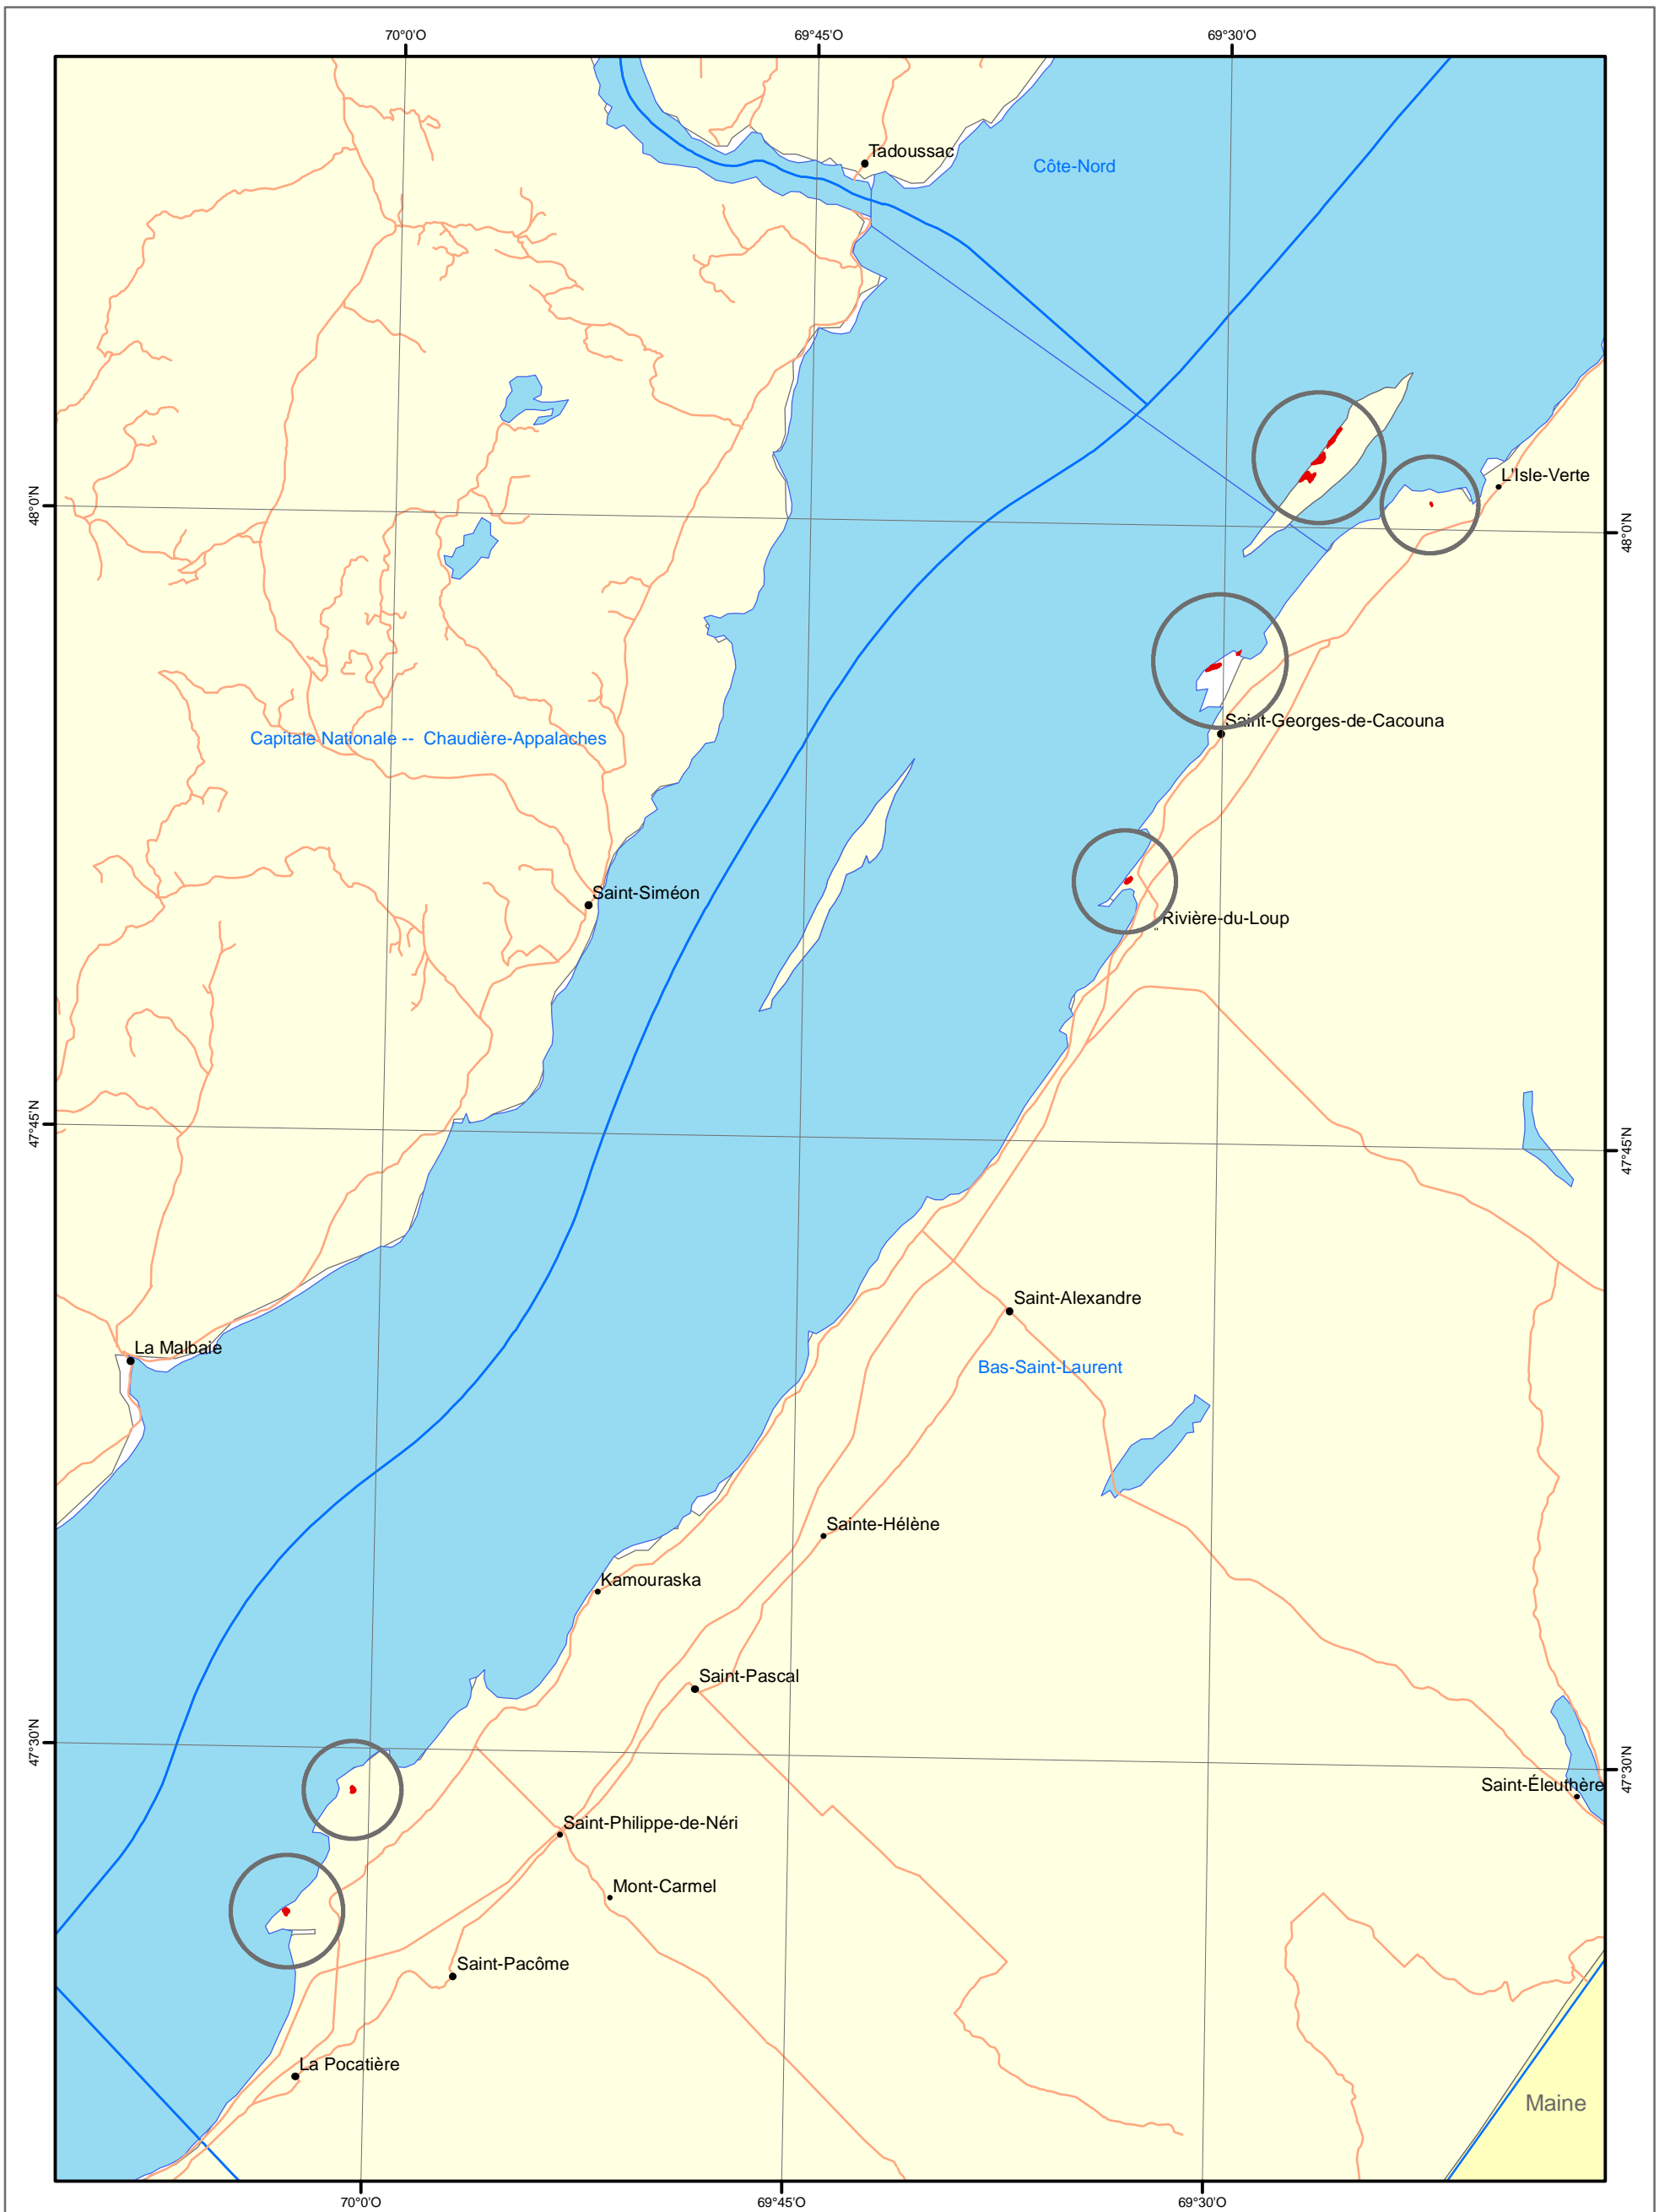 70°0'O
69°45'O
69°30'O
Tadoussac
Côte-Nord
L'Isle-Verte
48°0'N
48°0'N
Saint-Georges-de-Cacouna
Capitale Nationale -- Chaudière-Appalaches
Saint-Siméon
Rivière-du-Loup
47°45'N
47°45'N
Saint-Alexandre
La Malbaie
Bas-Saint-Laurent
Sainte-Hélène
Kamouraska
Saint-Pascal
47°30'N
47°30'N
Saint-Éleuthère
Saint-Philippe-de-Néri
Mont-Carmel
Saint-Pacôme
La Pocatière
Maine
70°0'O
69°45'O
69°30'O